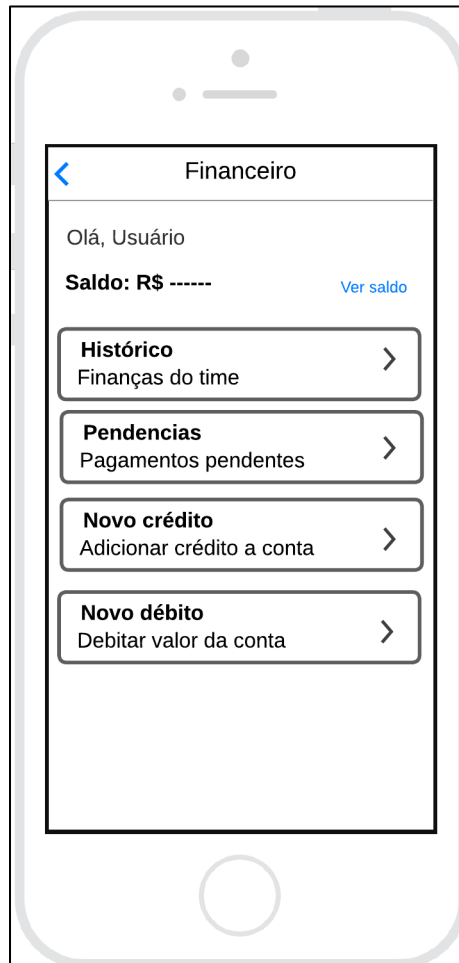 Financeiro
Olá, Usuário
Saldo: R$ ------
Ver saldo
Histórico
Finanças do time
Pendencias
Pagamentos pendentes
Novo crédito
Adicionar crédito a conta
Novo débito
Debitar valor da conta